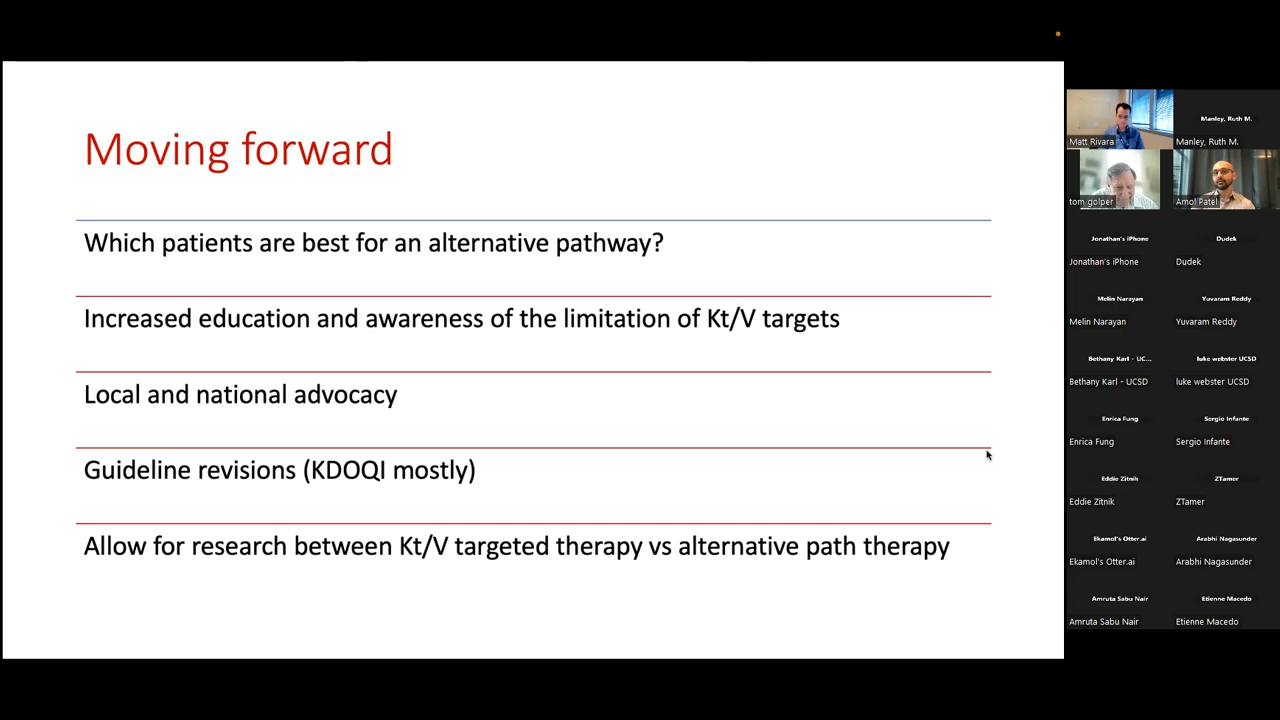 Moving forward
Which patients are best for an alternative pathway?
Increased education and awareness of the limitation of Kt/V targets
Local and national advocacy
Guideline revisions (KDOQI mostly)
Allow for research between Kt/V targeted therapy vs alternative path therapy
Matt Rivara
Manley, Ruth M.
Manley, Ruth M.
tom golper
Amol Patel
Jonathan's iPhone
Jonathan's iPhone
Dudek
Dudek
Melin Narayan
Melin Narayan
Yuvaram Reddy
Yuvaram Reddy
Bethany Karl - UC...
Bethany Karl - UCSD
luke webster UCSD
luke webster UCSD
Enrica Fung
Enrica Fung
Sergio Infante
Sergio Infante
Eddie Zitnik
Eddie Zitnik
ZTamer
ZTamer
Ekamol's Otter.ai
Ekamol's Otter.ai
Arabhi Nagasunder
Arabhi Nagasunder
Amruta Sabu Nair
Amruta Sabu Nair
Etienne Macedo
Etienne Macedo